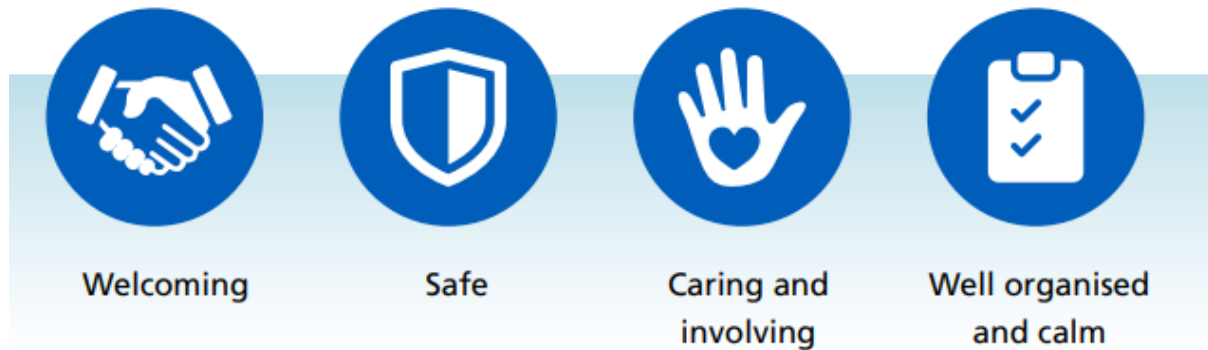 Welcoming
Safe
Caring and
involving
Well organised
and calm